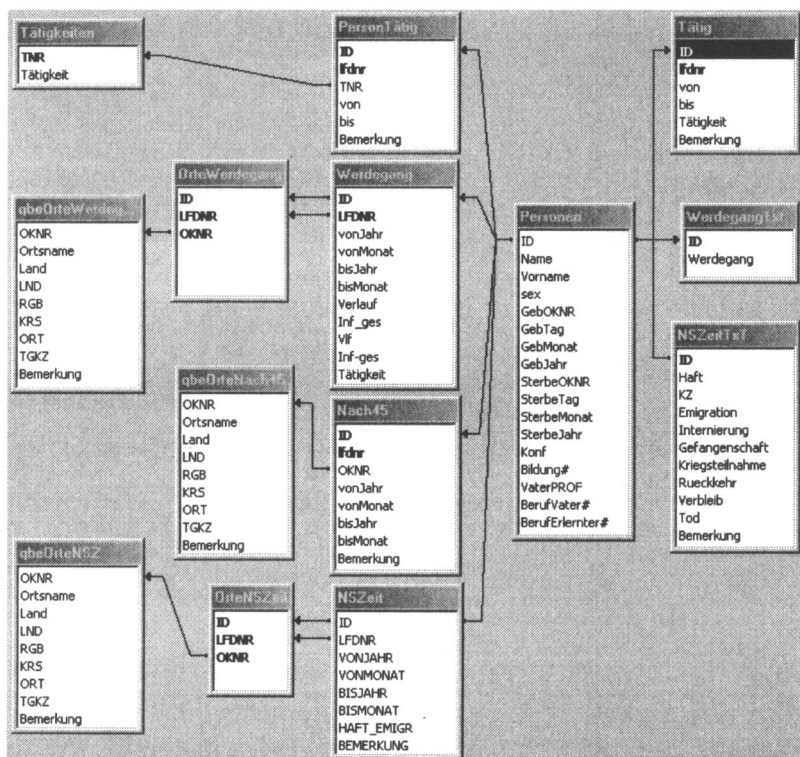 Tätigkeiten
TNR
Tätigkeit
PersonTätig
ID
lfdnr
TNR
von
bis
Bemerkung
Tätig
ID
lfdnr
von
bis
Tätigkeit
Bemerkung
qbeOrteWerdeg
OKNR
Ortsname
Land
LND
RGB
KRS
ORT
TGKZ
Bemerkung
OrteWerdegang
ID
LFDNR
OKNR
Werdegang
ID
LFDNR
vonJahr
vonMonat
bisJahr
bisMonat
Verlauf
Inf_ges
Vlf
Inf-ges
Tätigkeit
Personen
ID
Name
Vorname
sex
GebOKNR
GebTag
GebMonat
GebJahr
SterbeOKNR
SterbeTag
SterbeMonat
SterbeJahr
Konf
Bildung#
VaterPROF
BerufVater#
BerufErlernter#
WerdegangTxt
ID
Werdegang
NSZeitTxT
ID
Haft
KZ
Emigration
Internierung
Gefangenschaft
Kriegsteilnahme
Rueckkehr
Verbleib
Tod
Bemerkung
qbeOrteNach45
OKNR
Ortsname
Land
LND
RGB
KRS
ORT
TGKZ
Bemerkung
Nach45
ID
lfdnr
OKNR
vonJahr
vonMonat
bisJahr
bisMonat
Bemerkung
qbeOrteNSZ
OKNR
Ortsname
Land
LND
RGB
KRS
ORT
TGKZ
Bemerkung
OrteNSZeit
ID
LFDNR
OKNR
NSZeit
ID
LFDNR
VONJAHR
VONMONAT
BISJAHR
BISMONAT
HAFT_EMIGR
BEMERKUNG